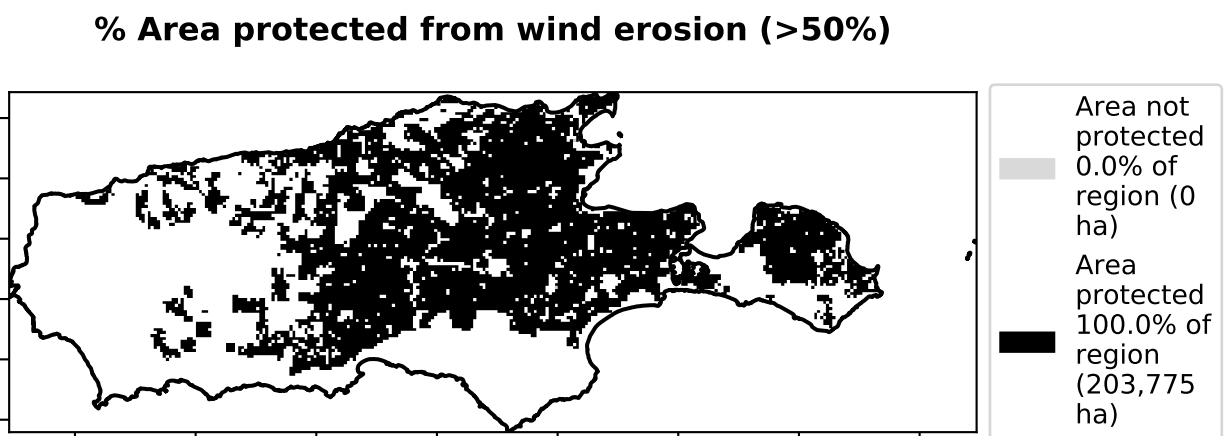 % Area protected from wind erosion (>50%)
Area not
protected
0.0% of
region (0
ha)
Area
protected
100.0% of
region
(203,775
ha)